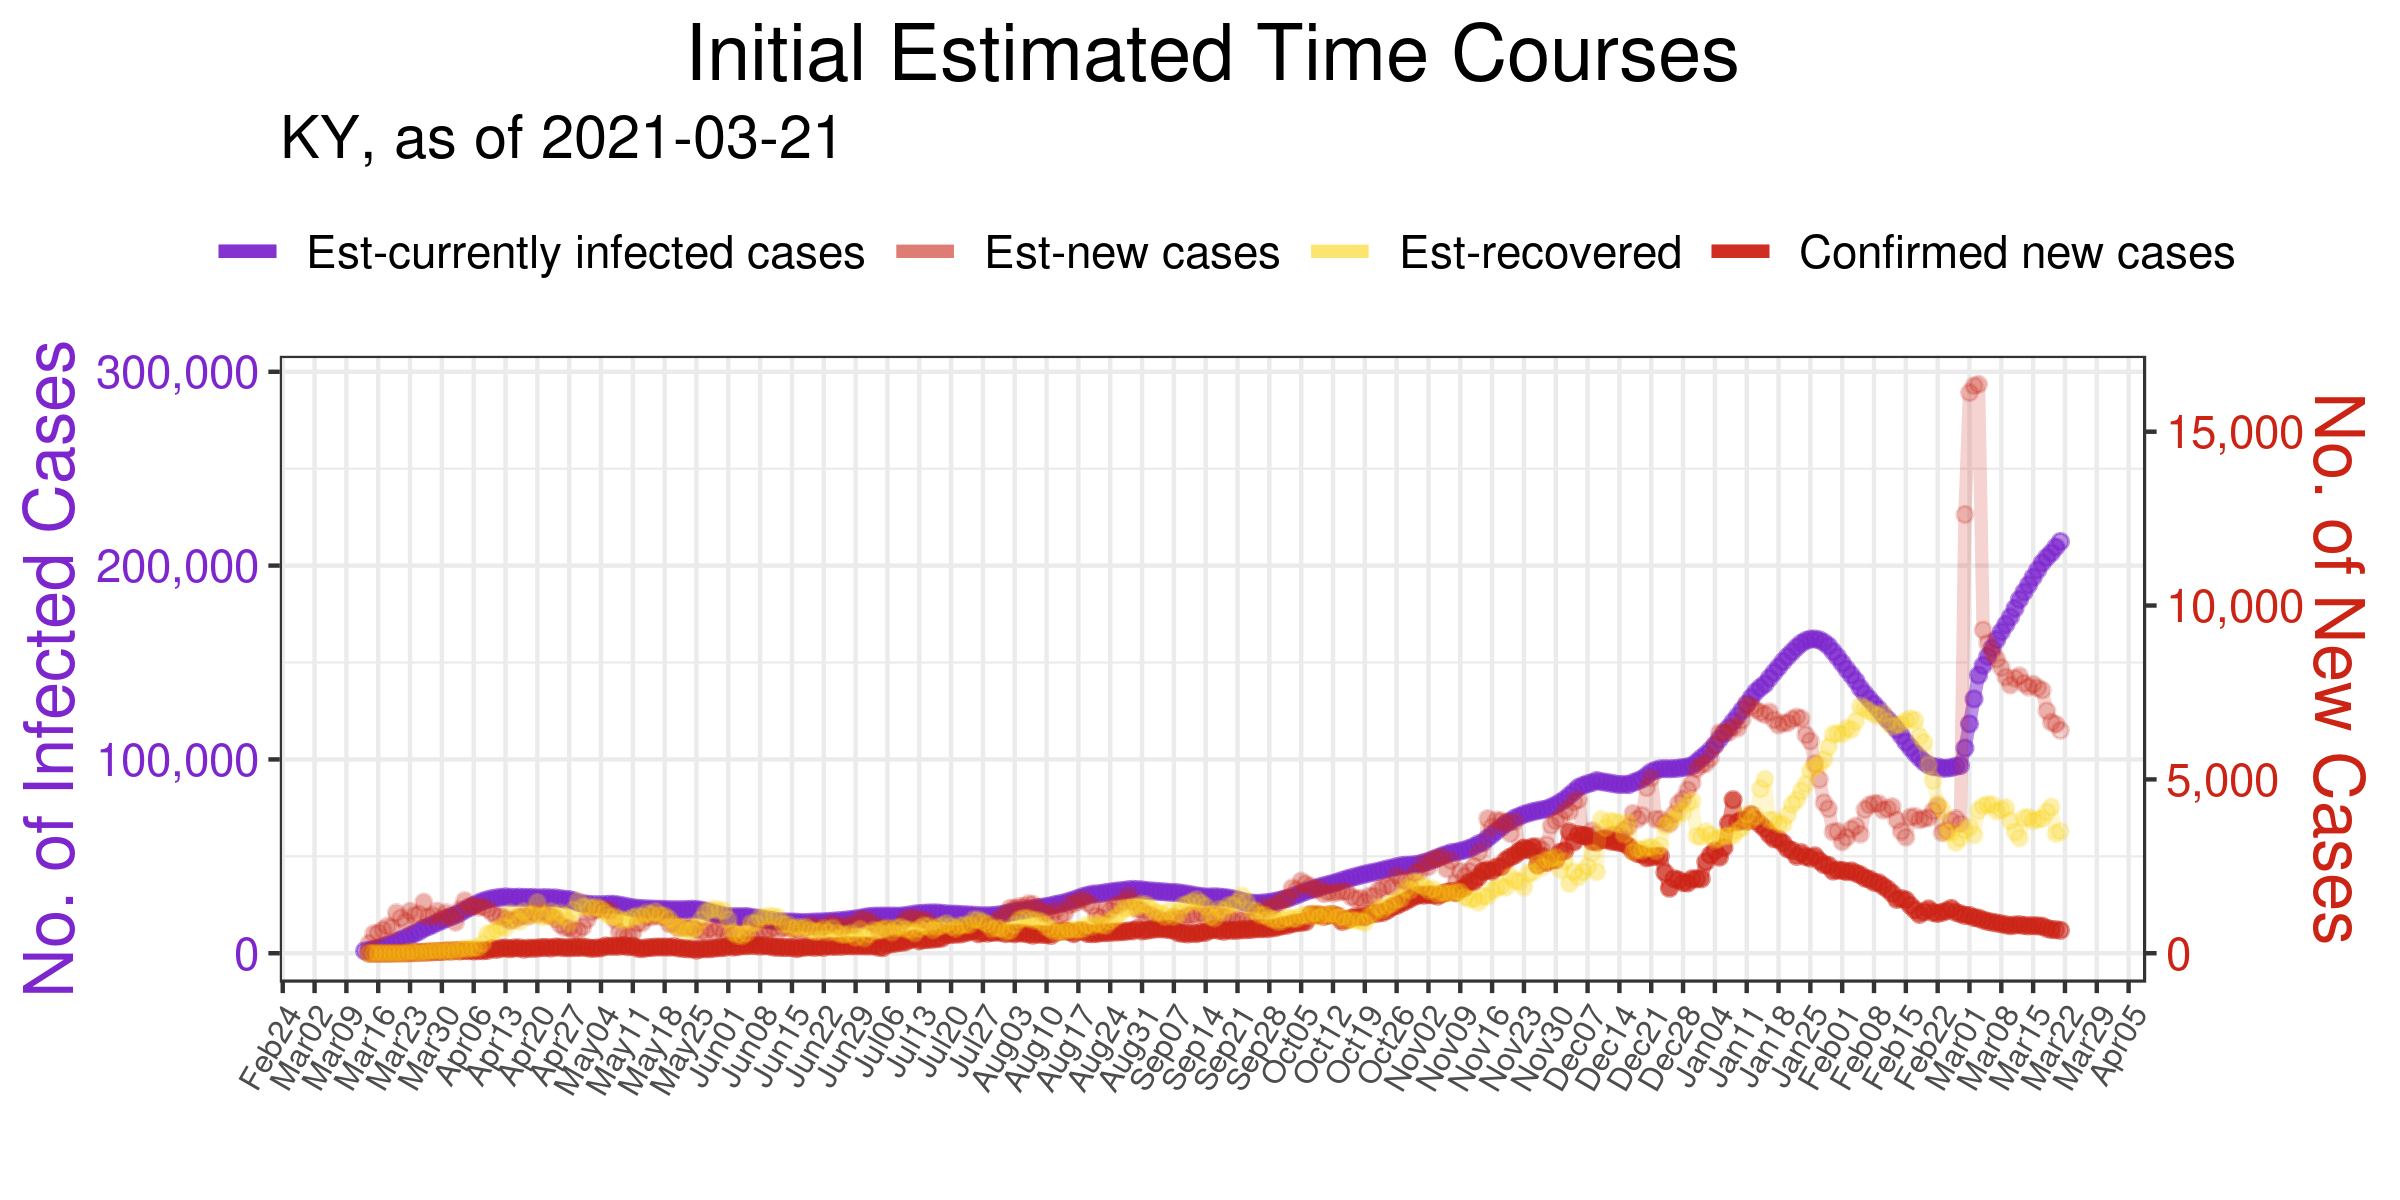 Initial Estimated Time Courses
KY, as of 2021-03-21
Est-currently infected cases
Est-new cases
Est-recovered
Confirmed new cases
No. of Infected Cases
300,000
200,000
100,000
0
15,000
10,000
5,000
0
No. of New Cases
Feb24
Mar02
Mar09
Mar16
Mar23
Mar30
Apr06
Apr13
Apr20
Apr27
May04
May11
May18
May25
Jun01
Jun08
Jun15
Jun22
Jun29
Jul06
Jul13
Jul20
Jul27
Aug03
Aug10
Aug17
Aug24
Aug31
Sep07
Sep14
Sep21
Sep28
Oct05
Oct12
Oct19
Oct26
Nov02
Nov09
Nov16
Nov23
Nov30
Dec07
Dec14
Dec21
Dec28
Jan04
Jan11
Jan18
Jan25
Feb01
Feb08
Feb15
Feb22
Mar01
Mar08
Mar15
Mar22
Mar29
Apr05